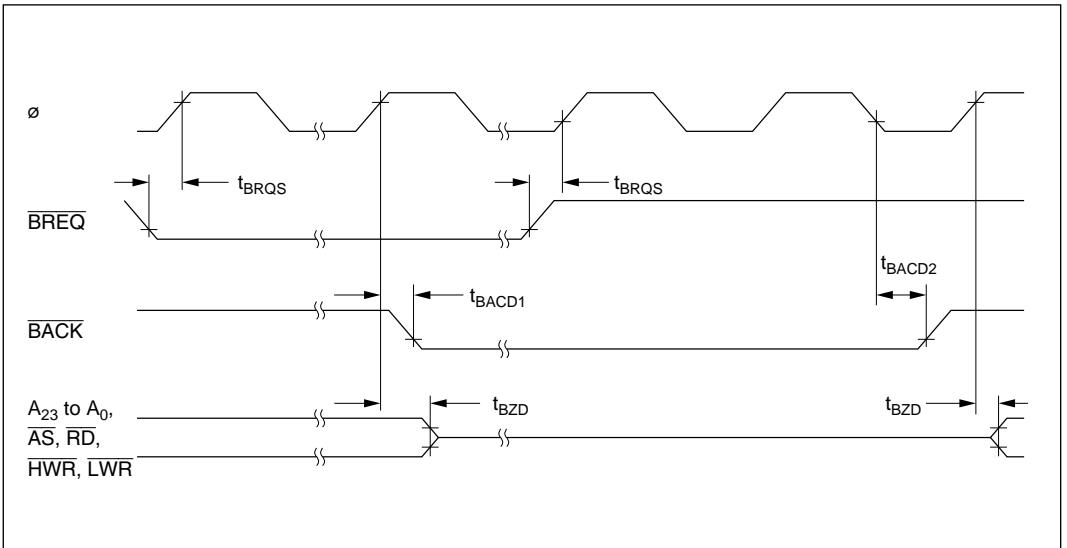 ø
tBRQS tBRQS
BREQ
tBACD2
tBACD1
BACK
A23 to A0,
tBZD tBZD
AS, RD,
HWR, LWR